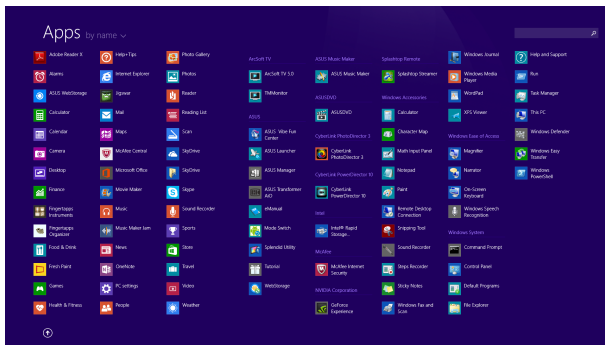 Apps by name
Adobe Reader X
Alarms
ASUS WebStorage
Calculator
Calendar
Camera
Desktop
Finance
Fingertapps
Instruments
Fingertapps
Organizer
Food & Drink
Fresh Paint
Games
Health & Fitness
Help+Tips
Internet Explorer
Jigswar
Mail
Maps
McAfee Central
Microsoft Office
Movie Maker
Music
Music Maker Jam
News
OneNote
PC settings
People
Photo Gallery
Photos
Reader
Reading List
Scan
SkyDrive
SkyDrive
Skype
Sound Recorder
Sports
Store
Travel
Video
Weather
ArcSoft TV
ArcSoft TV 5.0
TMMonitor
ASUS
ASUS Vibe Fun
Center
ASUS Launcher
ASUS Manager
ASUS Transformer
AiO
eManual
Mode Switch
Splendid Utility
Tutorial
WebStorage
ASUS Music Maker
ASUS Music Maker
ASUSDVD
ASUSDVD
CyberLink PhotoDirector 3
CyberLink
PhotoDirector 3
CyberLink PowerDirector 10
CyberLink
PowerDirector 10
Intel
Intel® Rapid
Storage...
McAfee
McAfee Internet
Security
NVIDIA Corporation
GeForce
Experience
Splashtop Remote
Splashtop Streamer
Windows Accessories
Calculator
Character Map
Math Input Panel
Notepad
Paint
Remote Desktop
Connection
Snipping Tool
Sound Recorder
Steps Recorder
Sticky Notes
Windows Fax and
Scan
Windows Journal
Windows Media
Player
WordPad
XPS Viewer
Windows Ease of Access
Magnifier
Narrator
On-Screen
Keyboard
Windows Speech
Recognition
Windows System
Command Prompt
Control Panel
Default Programs
File Explorer
Help and Support
Run
Task Manager
This PC
Windows Defender
Windows Easy
Transfer
Windows
PowerShell